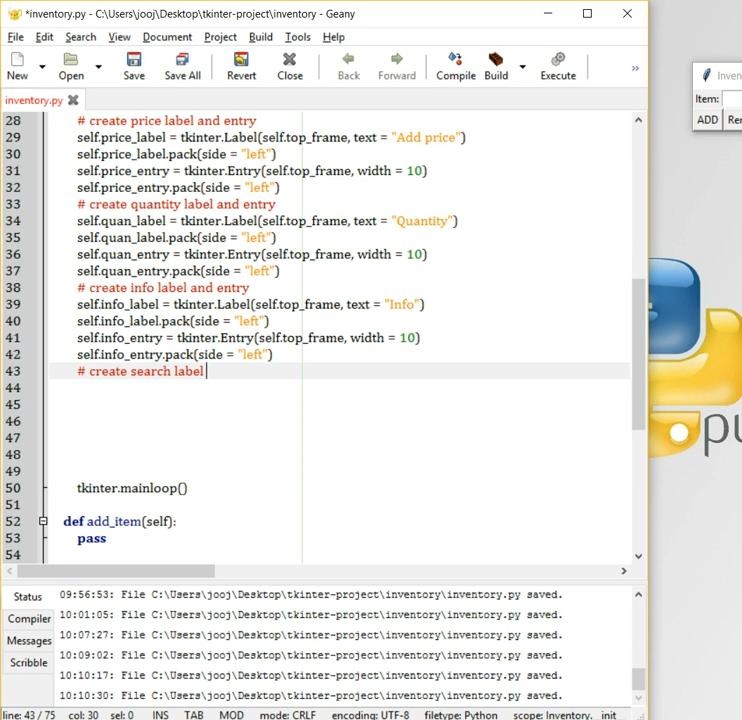 *inventory.py - C:\Users\jooj\Desktop\tkinter-project\inventory - Geany
File Edit Search View Document Project Build Tools Help
New Open Save Save All Revert Close Back Forward Compile Build Execute »
inventory.py
28 # create price label and entry
29 self.price_label = tkinter.Label(self.top_frame, text = "Add price")
30 self.price_label.pack(side = "left")
31 self.price_entry = tkinter.Entry(self.top_frame, width = 10)
32 self.price_entry.pack(side = "left")
33 # create quantity label and entry
34 self.quan_label = tkinter.Label(self.top_frame, text = "Quantity")
35 self.quan_label.pack(side = "left")
36 self.quan_entry = tkinter.Entry(self.top_frame, width = 10)
37 self.quan_entry.pack(side = "left")
38 # create info label and entry
39 self.info_label = tkinter.Label(self.top_frame, text = "Info")
40 self.info_label.pack(side = "left")
41 self.info_entry = tkinter.Entry(self.top_frame, width = 10)
42 self.info_entry.pack(side = "left")
43 # create search label
44
45
46
47
48
49
50 tkinter.mainloop()
51
52 def add_item(self):
53 pass
54
Status
Compiler
Messages
Scribble
09:56:53: File C:\Users\jooj\Desktop\tkinter-project\inventory\inventory.py saved.
10:01:05: File C:\Users\jooj\Desktop\tkinter-project\inventory\inventory.py saved.
10:07:27: File C:\Users\jooj\Desktop\tkinter-project\inventory\inventory.py saved.
10:09:02: File C:\Users\jooj\Desktop\tkinter-project\inventory\inventory.py saved.
10:10:17: File C:\Users\jooj\Desktop\tkinter-project\inventory\inventory.py saved.
10:10:30: File C:\Users\jooj\Desktop\tkinter-project\inventory\inventory.py saved.
line: 43 / 75 col: 30 sel: 0 INS TAB MOD mode: CRLF encoding: UTF-8 filetype: Python scope: Inventory.__init
Inven
Item:
ADD Rer
pu